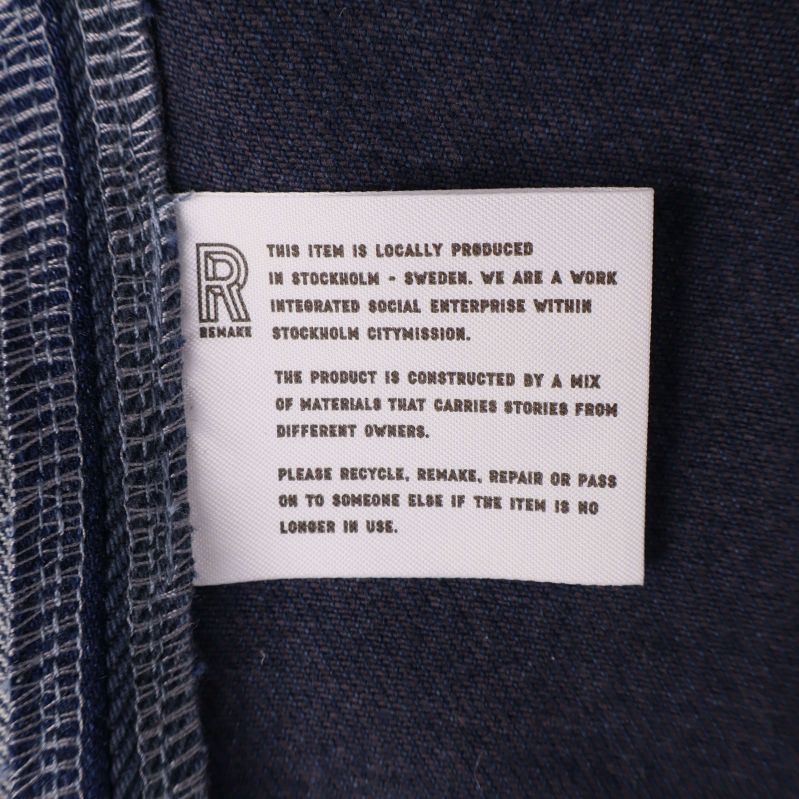 R
REMAKE
THIS ITEM IS LOCALLY PRODUCED
IN STOCKHOLM - SWEDEN. WE ARE A WORK
INTEGRATED SOCIAL ENTERPRISE WITHIN
STOCKHOLM CITYMISSION.
THE PRODUCT IS CONSTRUCTED BY A MIX
OF MATERIALS THAT CARRIES STORIES FROM
DIFFERENT OWNERS.
PLEASE RECYCLE, REMAKE, REPAIR OR PASS
ON TO SOMEONE ELSE IF THE ITEM IS NO
LONGER IN USE.